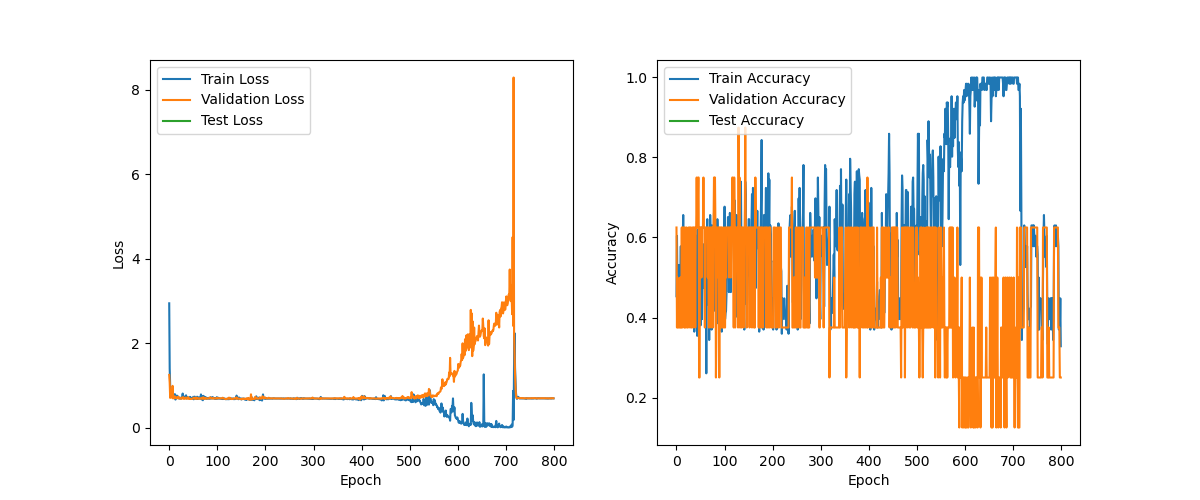 Train Loss
Validation Loss
Test Loss
8
6
4
2
0
Loss
0 100 200 300 400 500 600 700 800
Epoch
Train Accuracy
Validation Accuracy
Test Accuracy
1.0
0.8
0.6
0.4
0.2
Accuracy
0 100 200 300 400 500 600 700 800
Epoch